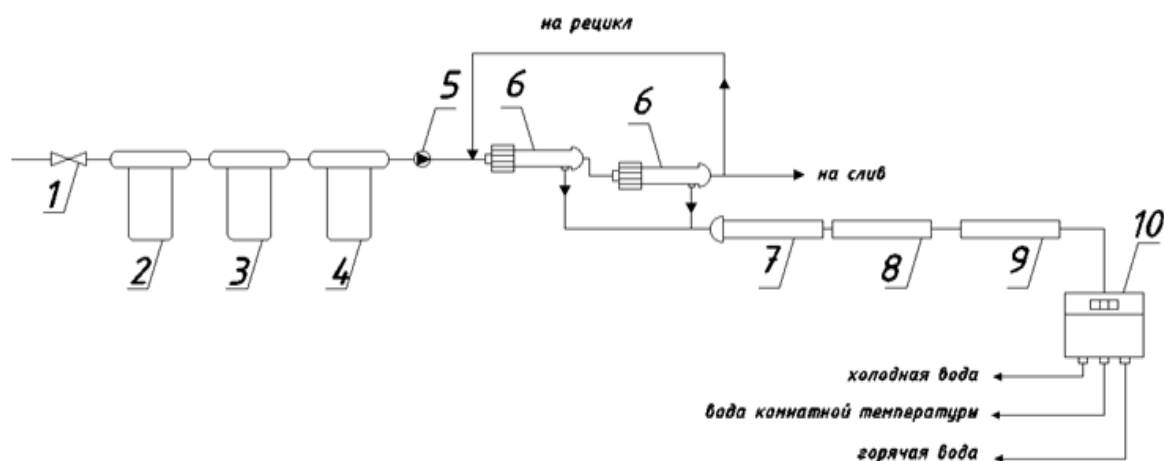 на рецикл
5
6
6
на слив
1
2
3
4
7
8
9
10
холодная вода
вода комнатной температуры
горячая вода